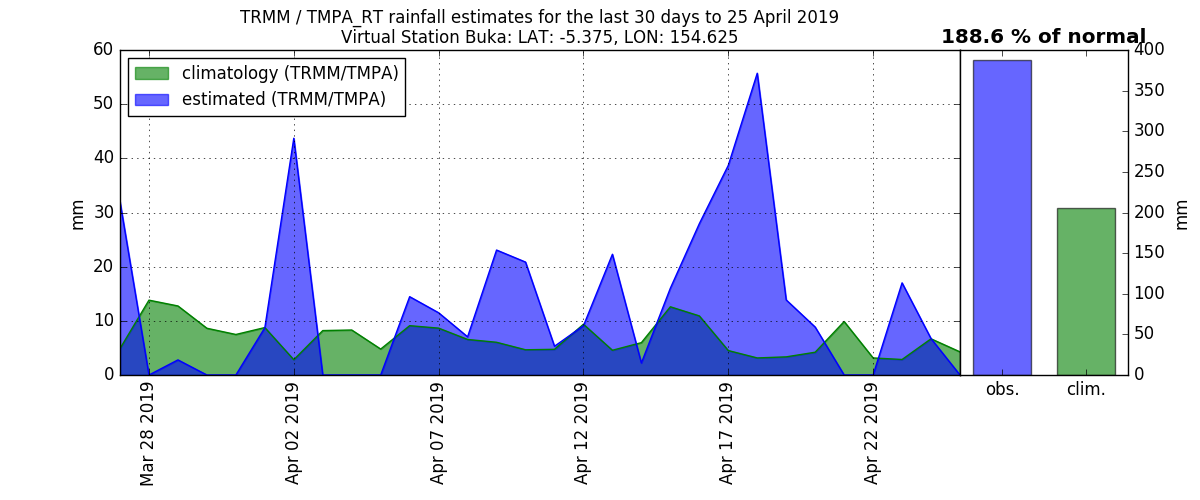 TRMM / TMPA_RT rainfall estimates for the last 30 days to 25 April 2019
Virtual Station Buka: LAT: -5.375, LON: 154.625
188.6 % of normal
climatology (TRMM/TMPA)
estimated (TRMM/TMPA)
60
50
40
30
20
10
0
mm
Mar 28 2019
Apr 02 2019
Apr 07 2019
Apr 12 2019
Apr 17 2019
Apr 22 2019
400
350
300
250
200
150
100
50
0
mm
obs.
clim.